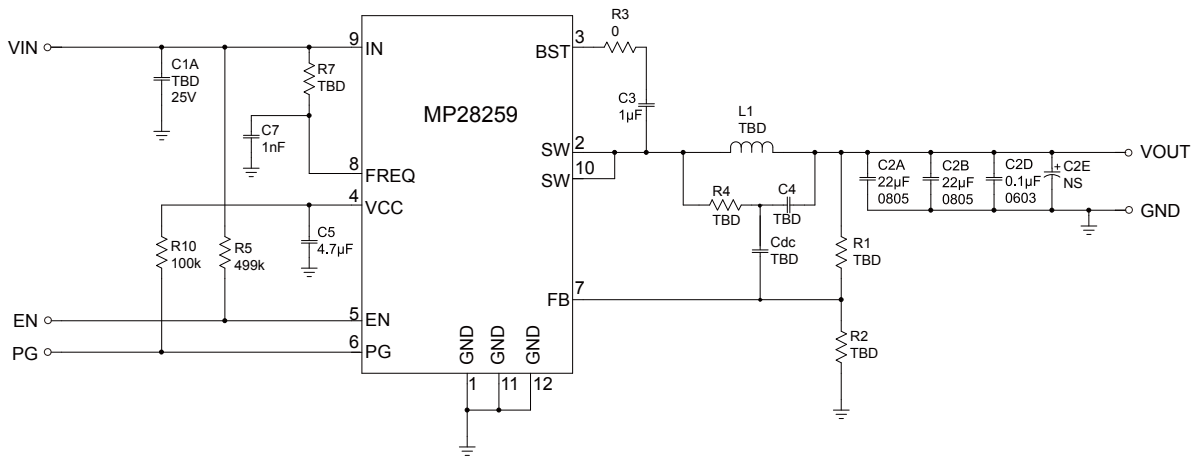 VIN
C1A
TBD
25V
R7
TBD
C7
1nF
R10
100k
R5
499k
C5
4.7µF
EN
PG
9
IN
8
FREQ
4
VCC
5
EN
6
PG
MP28259
GND
GND
GND
1
11
12
3
BST
2
SW
10
SW
7
FB
R3
0
C3
1µF
L1
TBD
R4
TBD
C4
TBD
Cdc
TBD
R1
TBD
R2
TBD
C2A
22µF
0805
C2B
22µF
0805
C2D
0.1µF
0603
+
C2E
NS
VOUT
GND